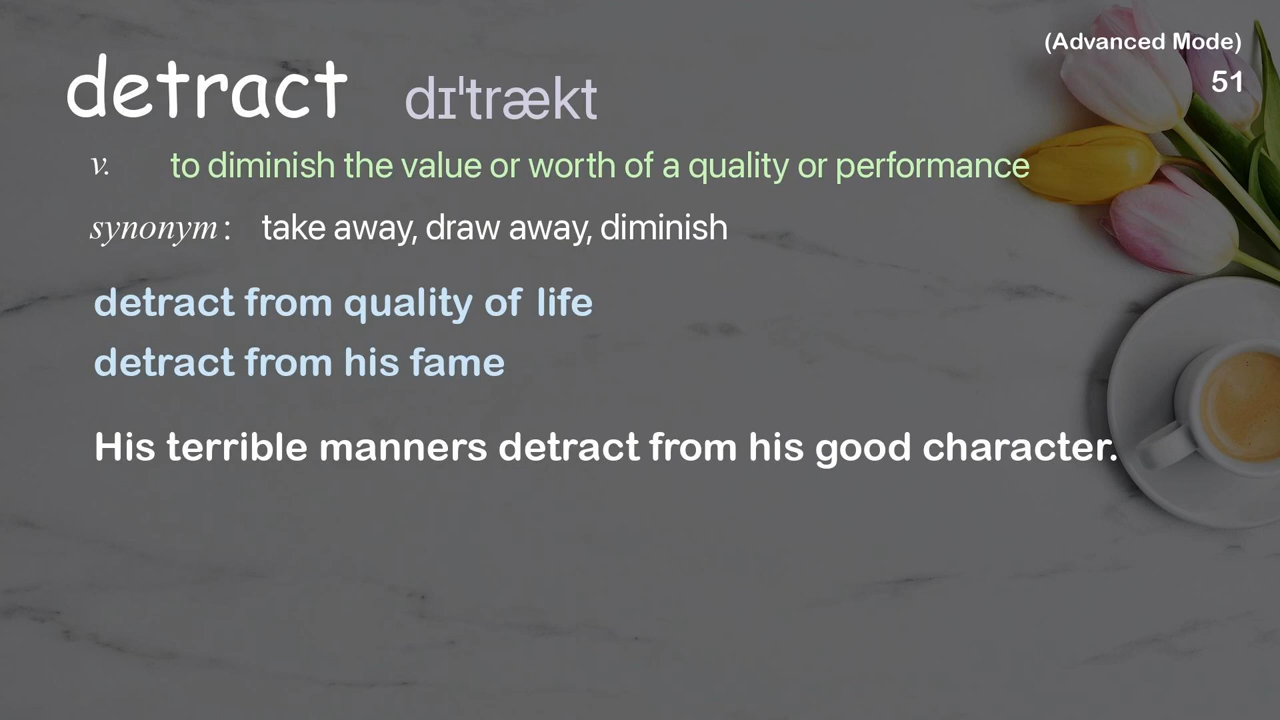 (Advanced Mode)
51
detract dɪˈtrækt
v. to diminish the value or worth of a quality or performance
synonym: take away, draw away, diminish
detract from quality of life
detract from his fame
His terrible manners detract from his good character.